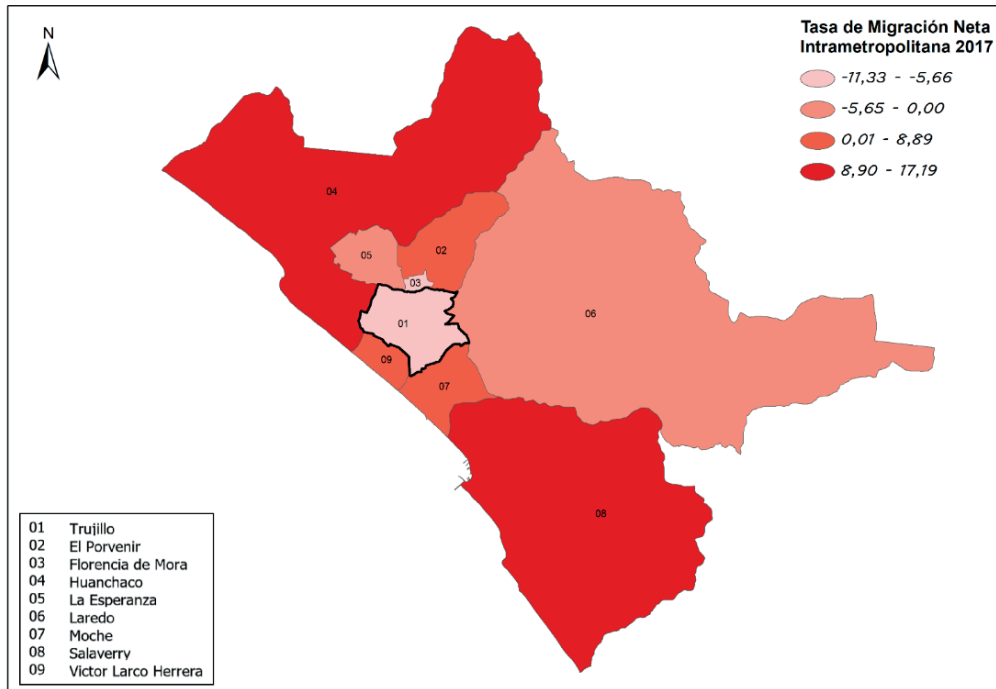 N
Tasa de Migración Neta
Intrametropolitana 2017
-11,33 - -5,66
-5,65 - 0,00
0,01 - 8,89
8,90 - 17,19
04
02
05
03
01
06
09
07
08
01 Trujillo
02 El Porvenir
03 Florencia de Mora
04 Huanchaco
05 La Esperanza
06 Laredo
07 Moche
08 Salaverry
09 Victor Larco Herrera